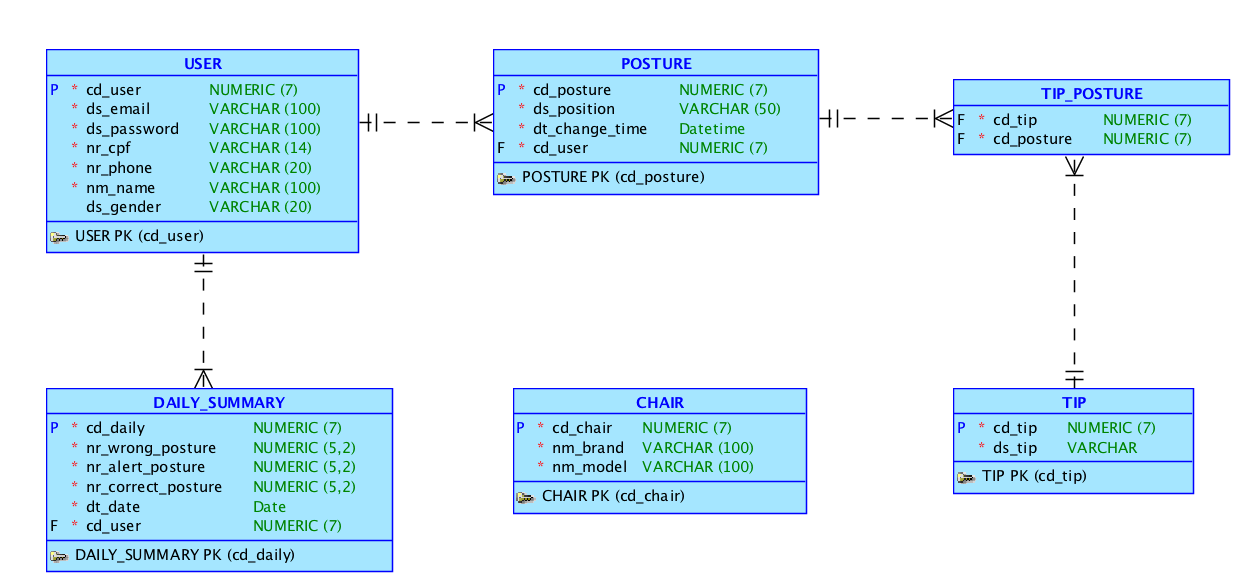 USER
P * cd_user NUMERIC (7)
* ds_email VARCHAR (100)
* ds_password VARCHAR (100)
* nr_cpf VARCHAR (14)
* nr_phone VARCHAR (20)
* nm_name VARCHAR (100)
ds_gender VARCHAR (20)
USER PK (cd_user)
POSTURE
P * cd_posture NUMERIC (7)
* ds_position VARCHAR (50)
* dt_change_time Datetime
F * cd_user NUMERIC (7)
POSTURE PK (cd_posture)
TIP_POSTURE
F * cd_tip NUMERIC (7)
F * cd_posture NUMERIC (7)
DAILY_SUMMARY
P * cd_daily NUMERIC (7)
* nr_wrong_posture NUMERIC (5,2)
* nr_alert_posture NUMERIC (5,2)
* nr_correct_posture NUMERIC (5,2)
* dt_date Date
F * cd_user NUMERIC (7)
DAILY_SUMMARY PK (cd_daily)
CHAIR
P * cd_chair NUMERIC (7)
* nm_brand VARCHAR (100)
* nm_model VARCHAR (100)
CHAIR PK (cd_chair)
TIP
P * cd_tip NUMERIC (7)
* ds_tip VARCHAR
TIP PK (cd_tip)